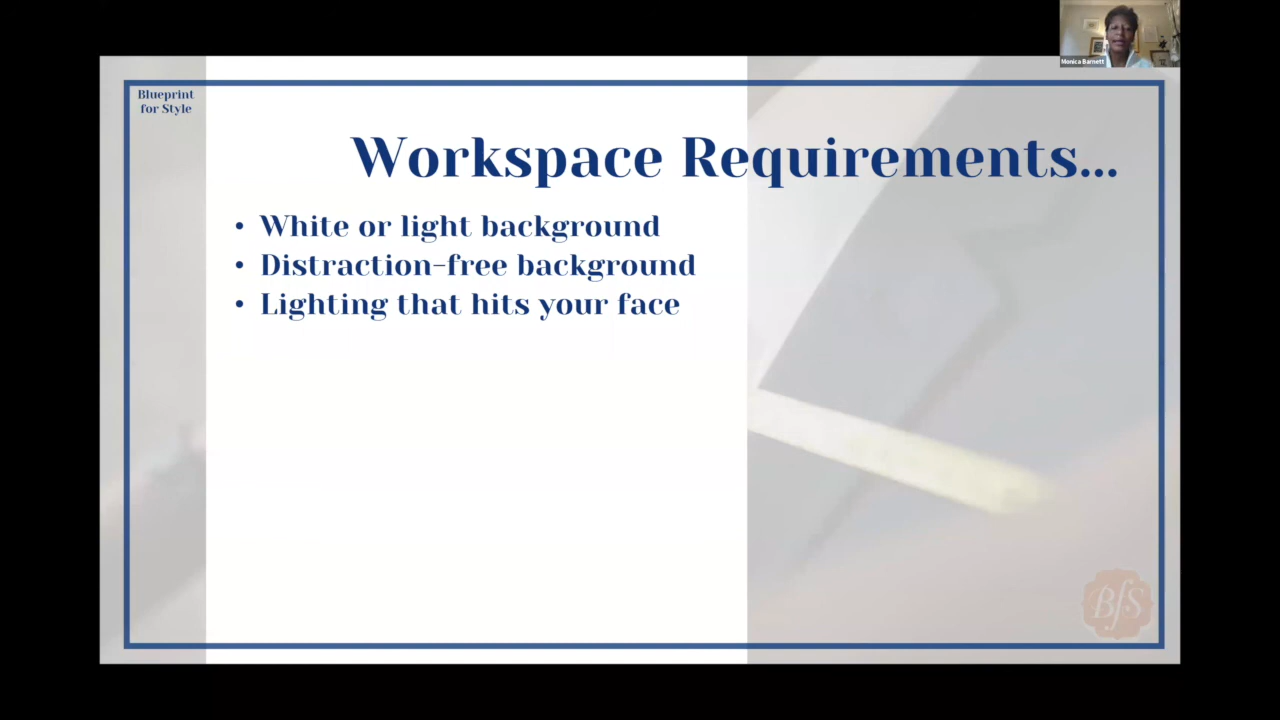 Monica Barnett
Blueprint
for Style
Workspace Requirements...
• White or light background
• Distraction-free background
• Lighting that hits your face
BfS